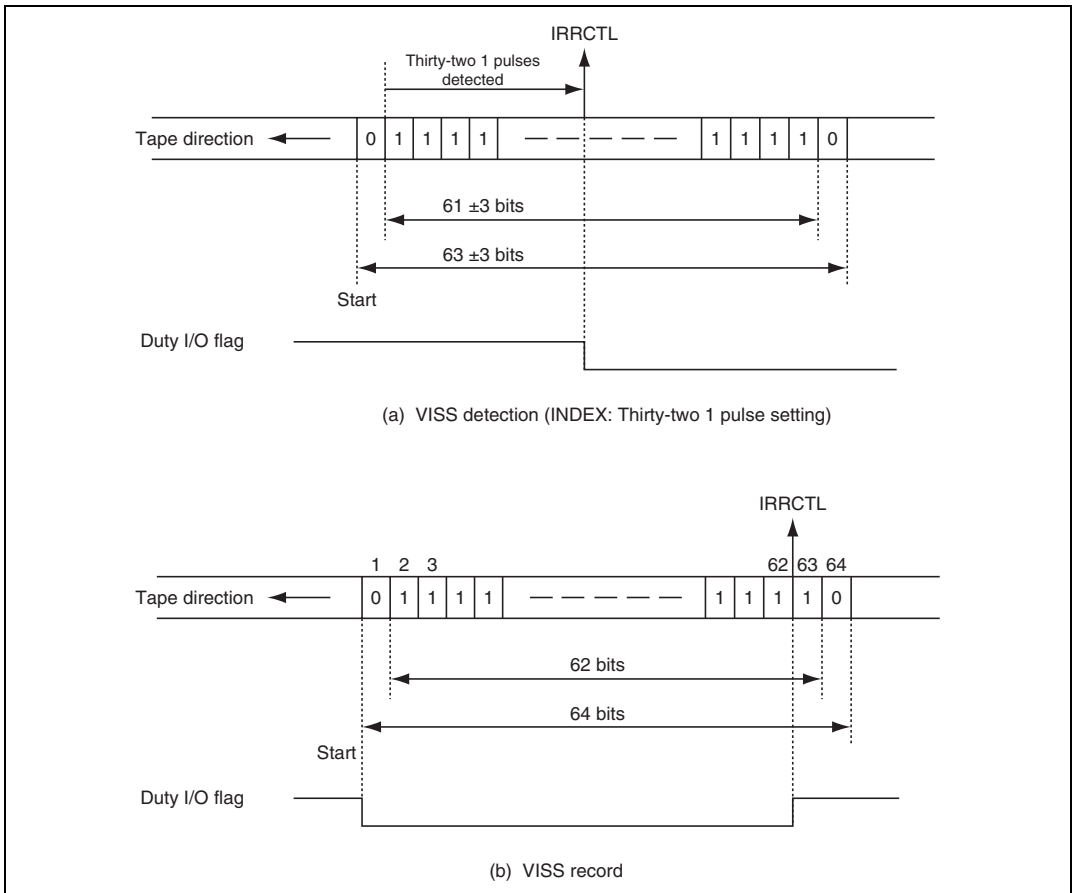 IRRCTL
Thirty-two 1 pulses
detected
Tape direction
0 1 1 1 1 1 1 1 1 0
61 ±3 bits
63 ±3 bits
Start
Duty I/O flag
(a) VISS detection (INDEX: Thirty-two 1 pulse setting)
IRRCTL
1 2 3 62 63 64
Tape direction
0 1 1 1 1 1 1 1 1 0
62 bits
64 bits
Start
Duty I/O flag
(b) VISS record